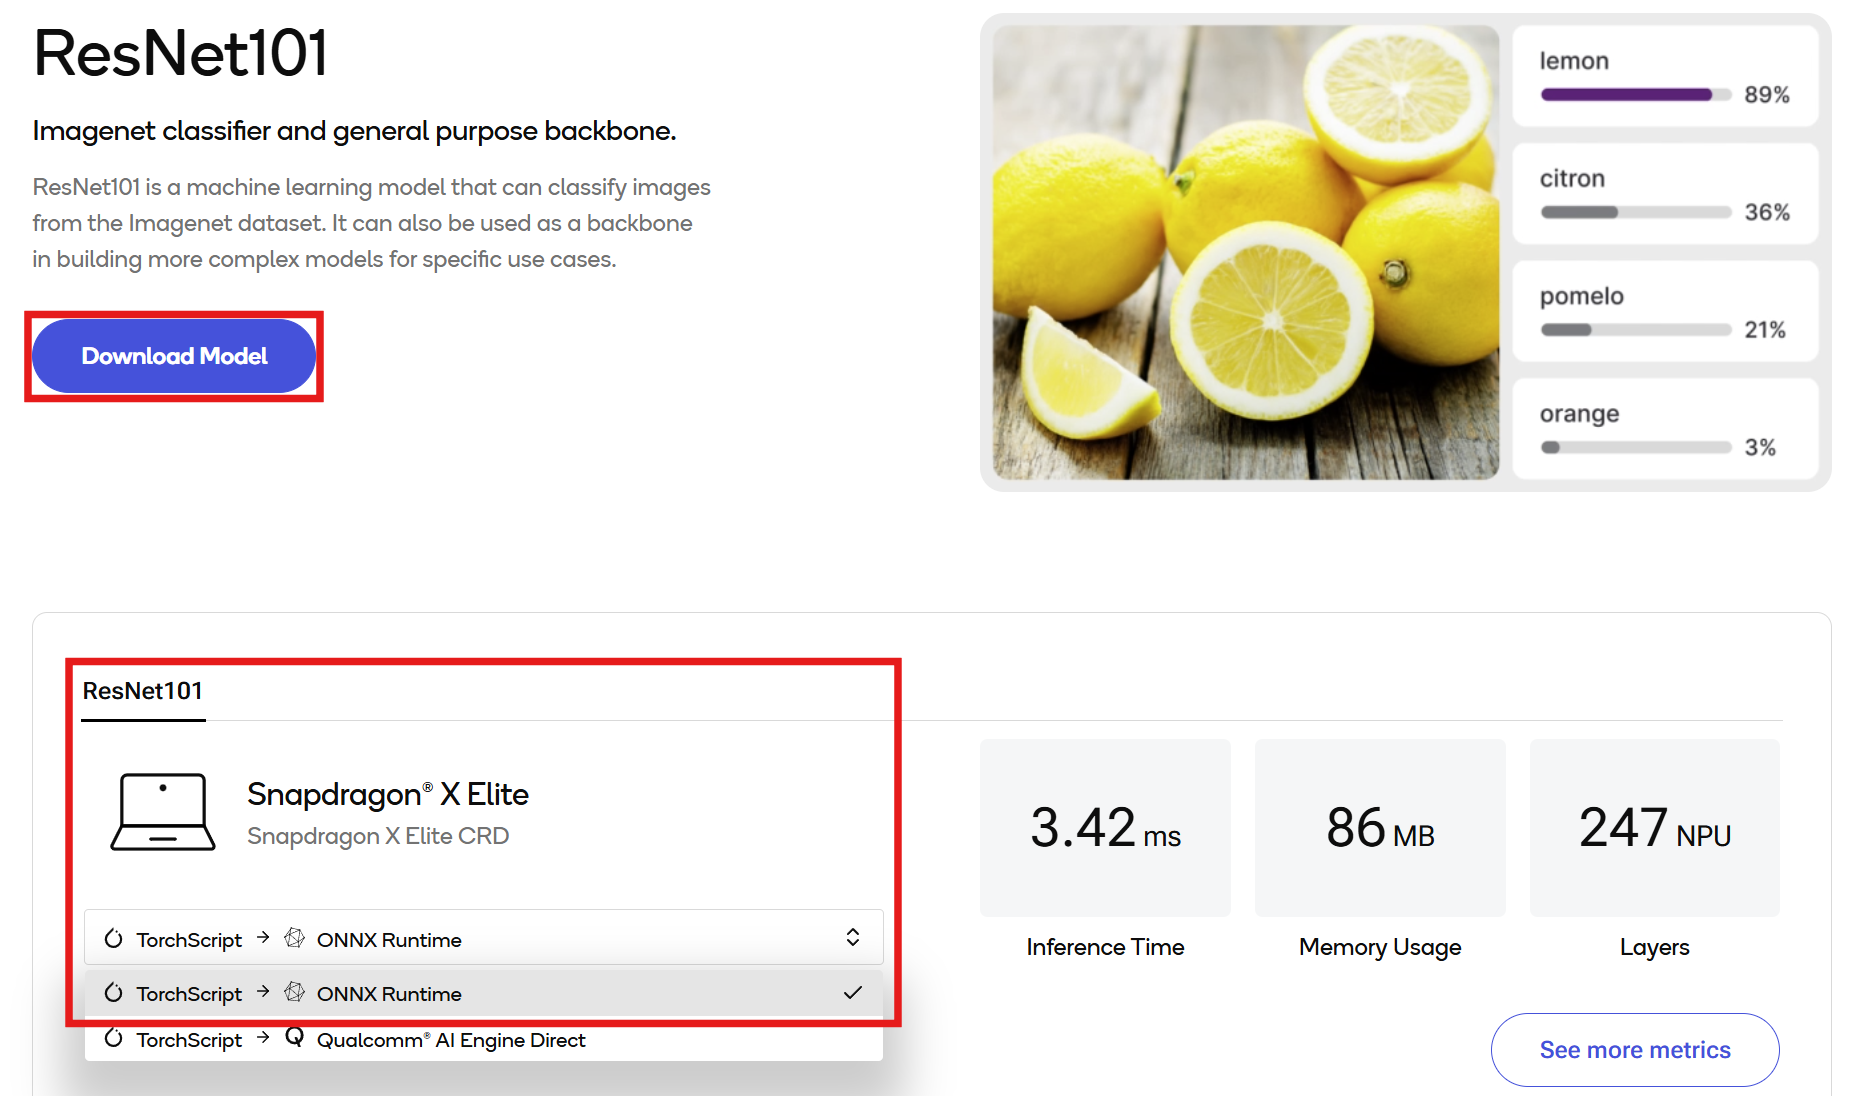 ResNet101
Imagenet classifier and general purpose backbone.
ResNet101 is a machine learning model that can classify images
from the Imagenet dataset. It can also be used as a backbone
in building more complex models for specific use cases.
Download Model
lemon
89%
citron
36%
pomelo
21%
orange
3%
ResNet101
Snapdragon® X Elite
Snapdragon X Elite CRD
TorchScript → ONNX Runtime
TorchScript → ONNX Runtime
TorchScript → Qualcomm® AI Engine Direct
3.42 ms
Inference Time
86 MB
Memory Usage
247 NPU
Layers
See more metrics